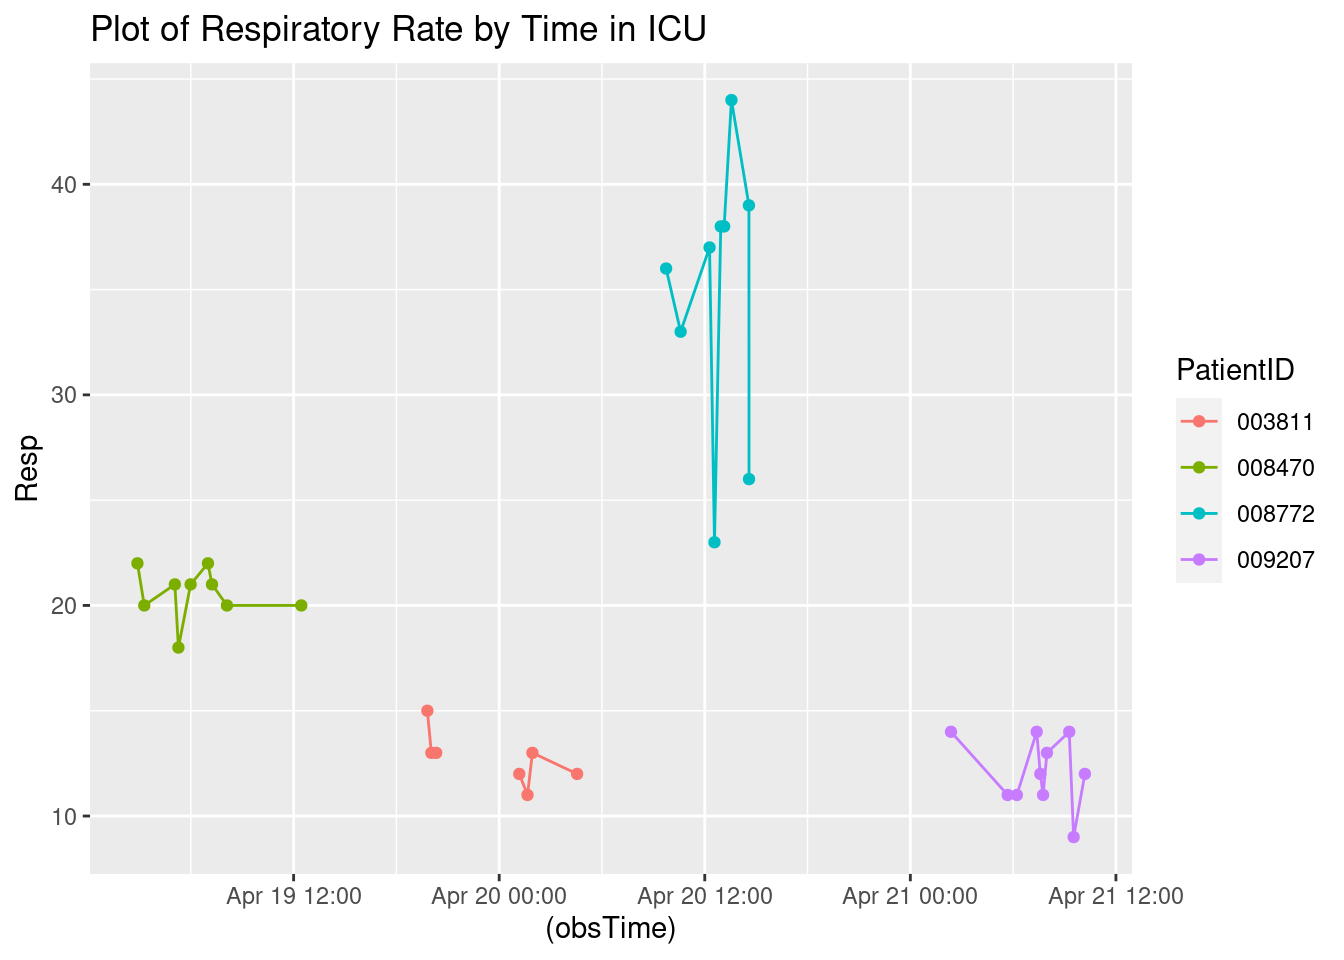 Plot of Respiratory Rate by Time in ICU
Resp
40
30
20
10
Apr 19 12:00
Apr 20 00:00
Apr 20 12:00
Apr 21 00:00
Apr 21 12:00
(obsTime)
PatientID
003811
008470
008772
009207